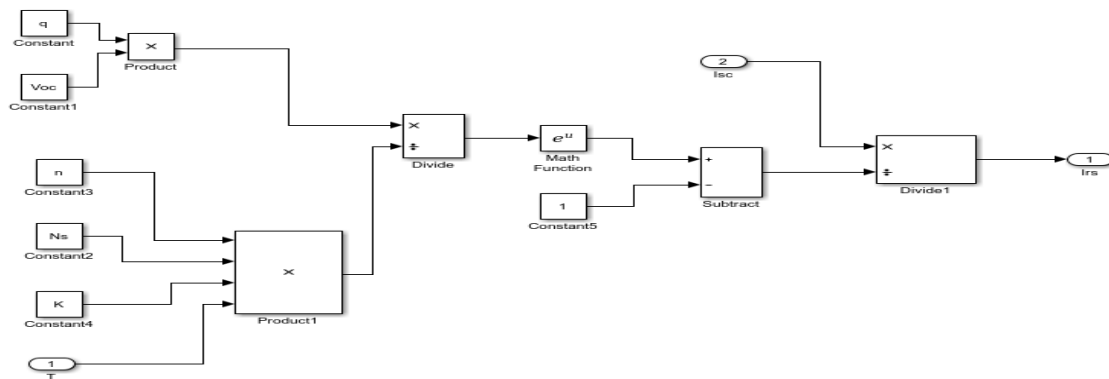 q
Constant
×
Product
Voc
Constant1
n
Constant3
Ns
Constant2
K
Constant4
1
T
×
Product1
×
÷
Divide
e^u
Math
Function
1
Constant5
+
−
Subtract
2
Isc
×
÷
Divide1
1
Irs